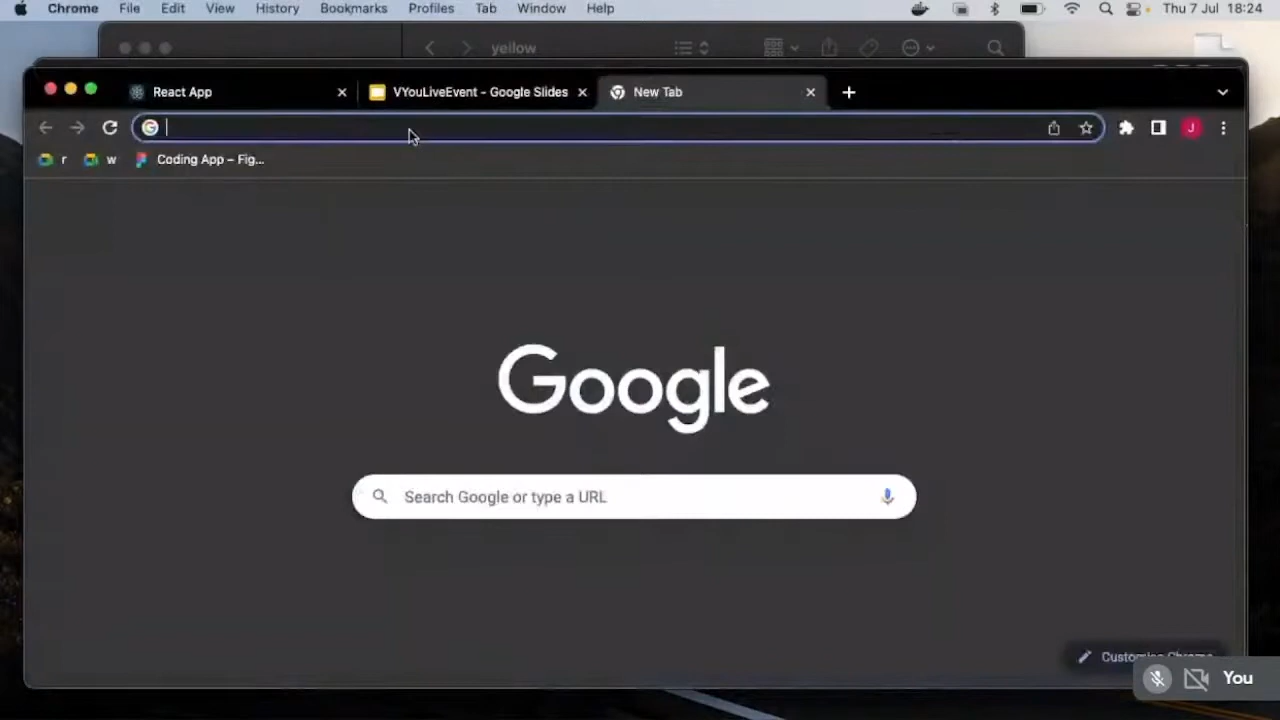 Chrome File Edit View History Bookmarks Profiles Tab Window Help Thu 7 Jul 18:24
yellow
React App VYouLiveEvent - Google Slides New Tab
J
r w Coding App – Fig...
Google
Search Google or type a URL
Customise Chrome
You